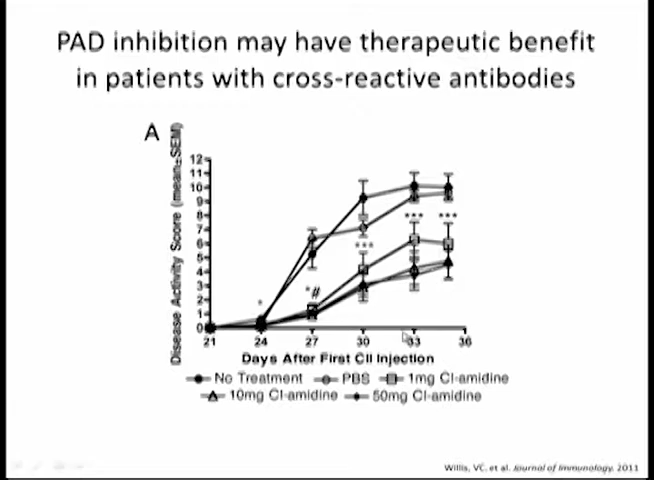 PAD inhibition may have therapeutic benefit
in patients with cross-reactive antibodies
A
Disease Activity Score (mean±SEM)
12
11
10
9
8
7
6
5
4
3
2
1
0
* *# *** *** ***
21 24 27 30 33 36
Days After First CII Injection
No Treatment PBS 1mg Cl-amidine
10mg Cl-amidine 50mg Cl-amidine
Willis, VC. et al. Journal of Immunology. 2011